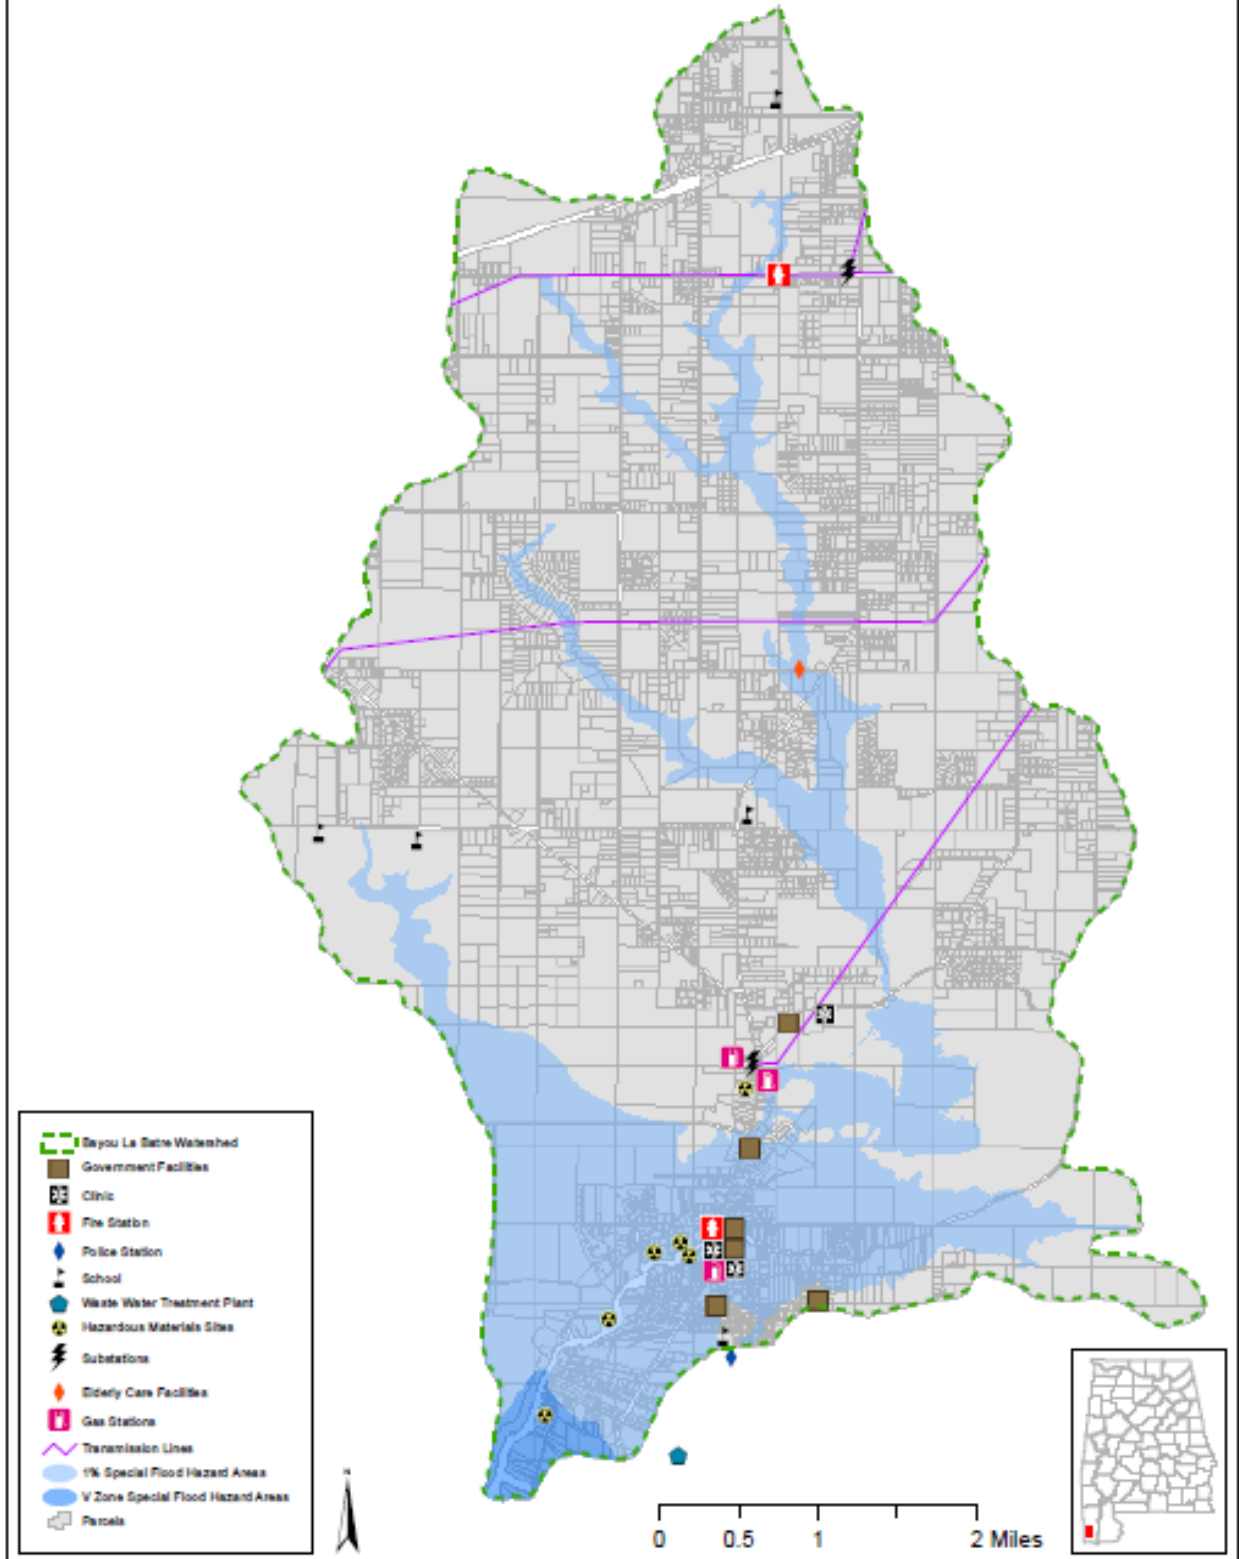 Bayou La Batre Watershed
Government Facilities
Clinic
Fire Station
Police Station
School
Waste Water Treatment Plant
Hazardous Materials Sites
Substations
Elderly Care Facilities
Gas Stations
Transmission Lines
1% Special Flood Hazard Areas
V Zone Special Flood Hazard Areas
Parcels
N
0 0.5 1 2 Miles